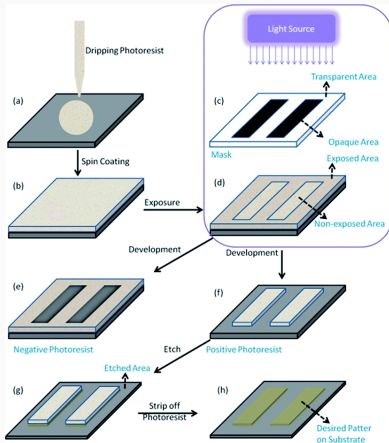 Light Source
Dripping Photoresist
Transparent Area
(a)
(c)
Opaque Area
Mask
Spin Coating
Exposed Area
(b)
Exposure
(d)
Non-exposed Area
Development
Development
(e)
(f)
Negative Photoresist
Positive Photoresist
Etch
Etched Area
(g)
(h)
Strip off
Photoresist
Desired Patter
on Substrate